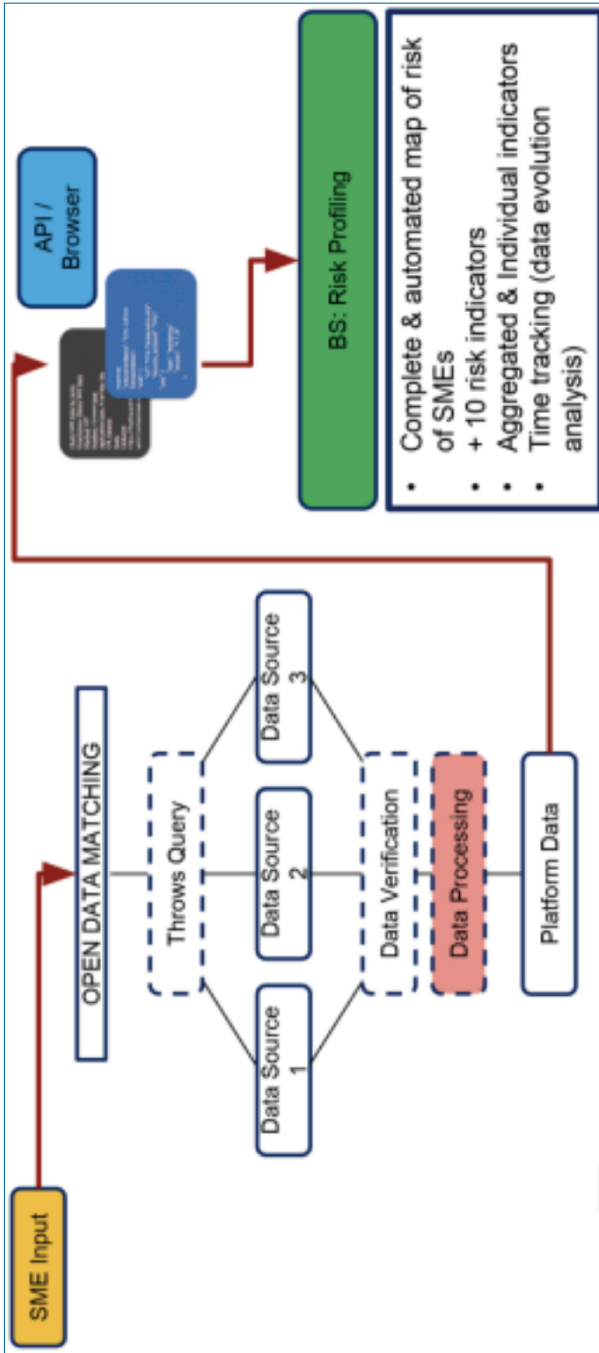 SME Input
OPEN DATA MATCHING
Throws Query
Data Source
1
Data Source
2
Data Source
3
Data Verification
Data Processing
Platform Data
API /
Browser
BS: Risk Profiling
• Complete & automated map of risk
of SMEs
• + 10 risk indicators
• Aggregated & Individual indicators
• Time tracking (data evolution
analysis)